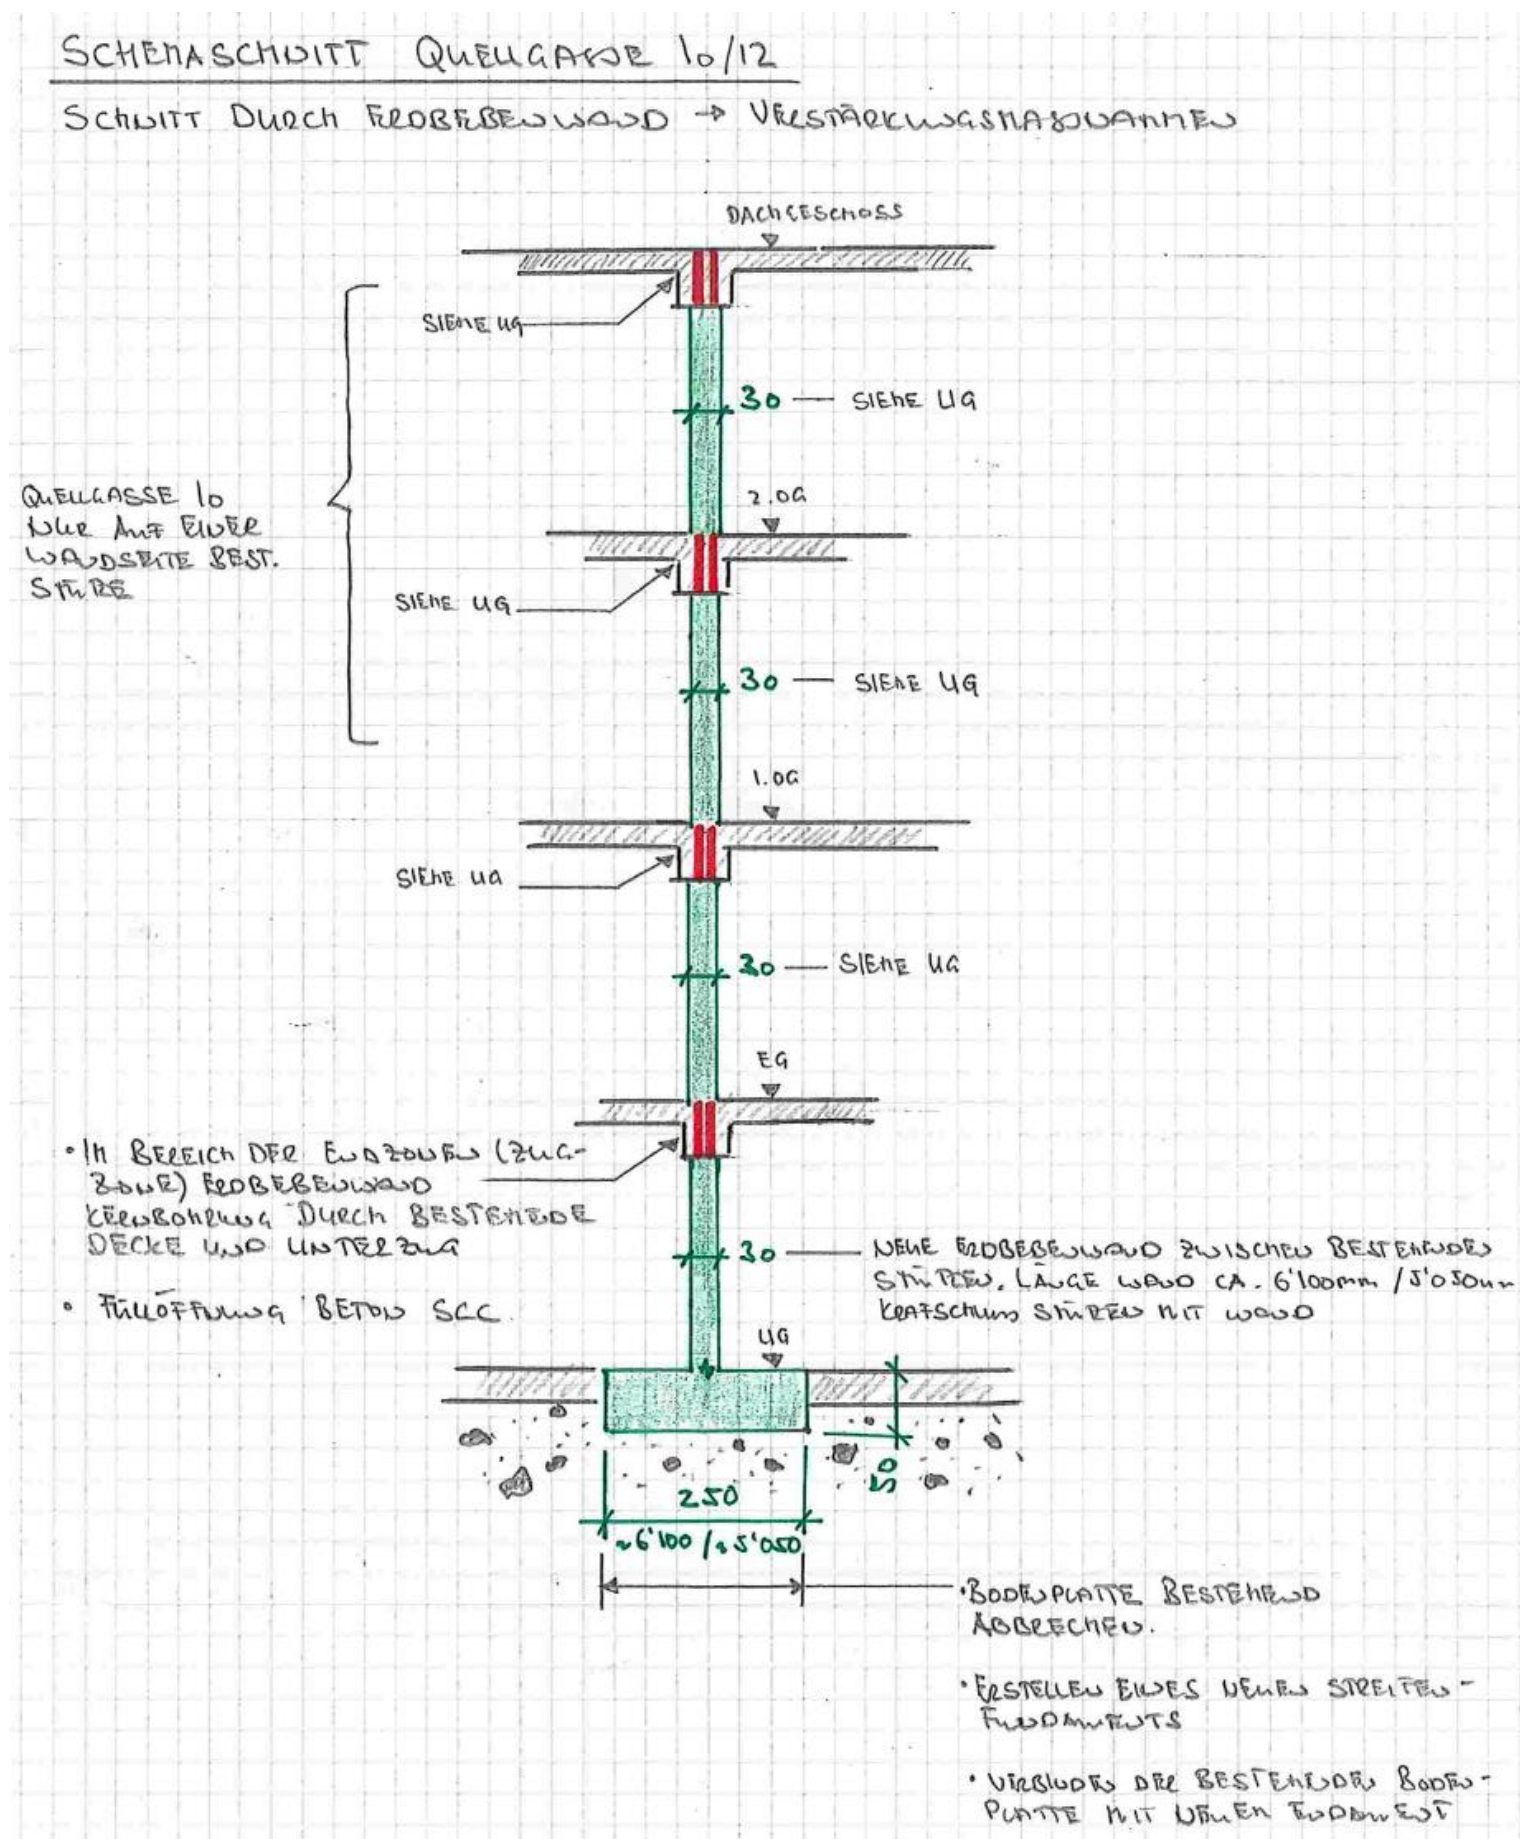 SCHEMASCHNITT QUELLGASSE 10/12
SCHNITT DURCH ERDBEBENWAND → VERSTÄRKUNGSMASSNAHMEN
DACHGESCHOSS
SIEHE UG
30 — SIEHE UG
2.OG
QUELLGASSE 10
NUR AUF EINER
WANDSEITE BEST.
STÜTZE
SIEHE UG
30 — SIEHE UG
1.OG
SIEHE UG
30 — SIEHE UG
EG
• IM BEREICH DER ENDZONEN (ZUG-
ZONE) ERDBEBENWAND
KERNBOHRUNG DURCH BESTEHENDE
DECKE UND UNTERZUG
• FÜLLÖFFNUNG BETON SCC.
30 — NEUE ERDBEBENWAND ZWISCHEN BESTEHENDEN
STÜTZEN. LÄNGE WAND CA. 6'100mm / 5'050mm
KRAFSCHLUSS STÜTZEN MIT WAND
UG
50
250
~6'100 / ~5'050
• BODENPLATTE BESTEHEND
ABBRECHEN.
• ERSTELLEN EINES NEUEN STREIFEN-
FUNDAMENTS
• VERBINDEN DER BESTEHENDEN BODEN-
PLATTE MIT NEUEM FUNDAMENT